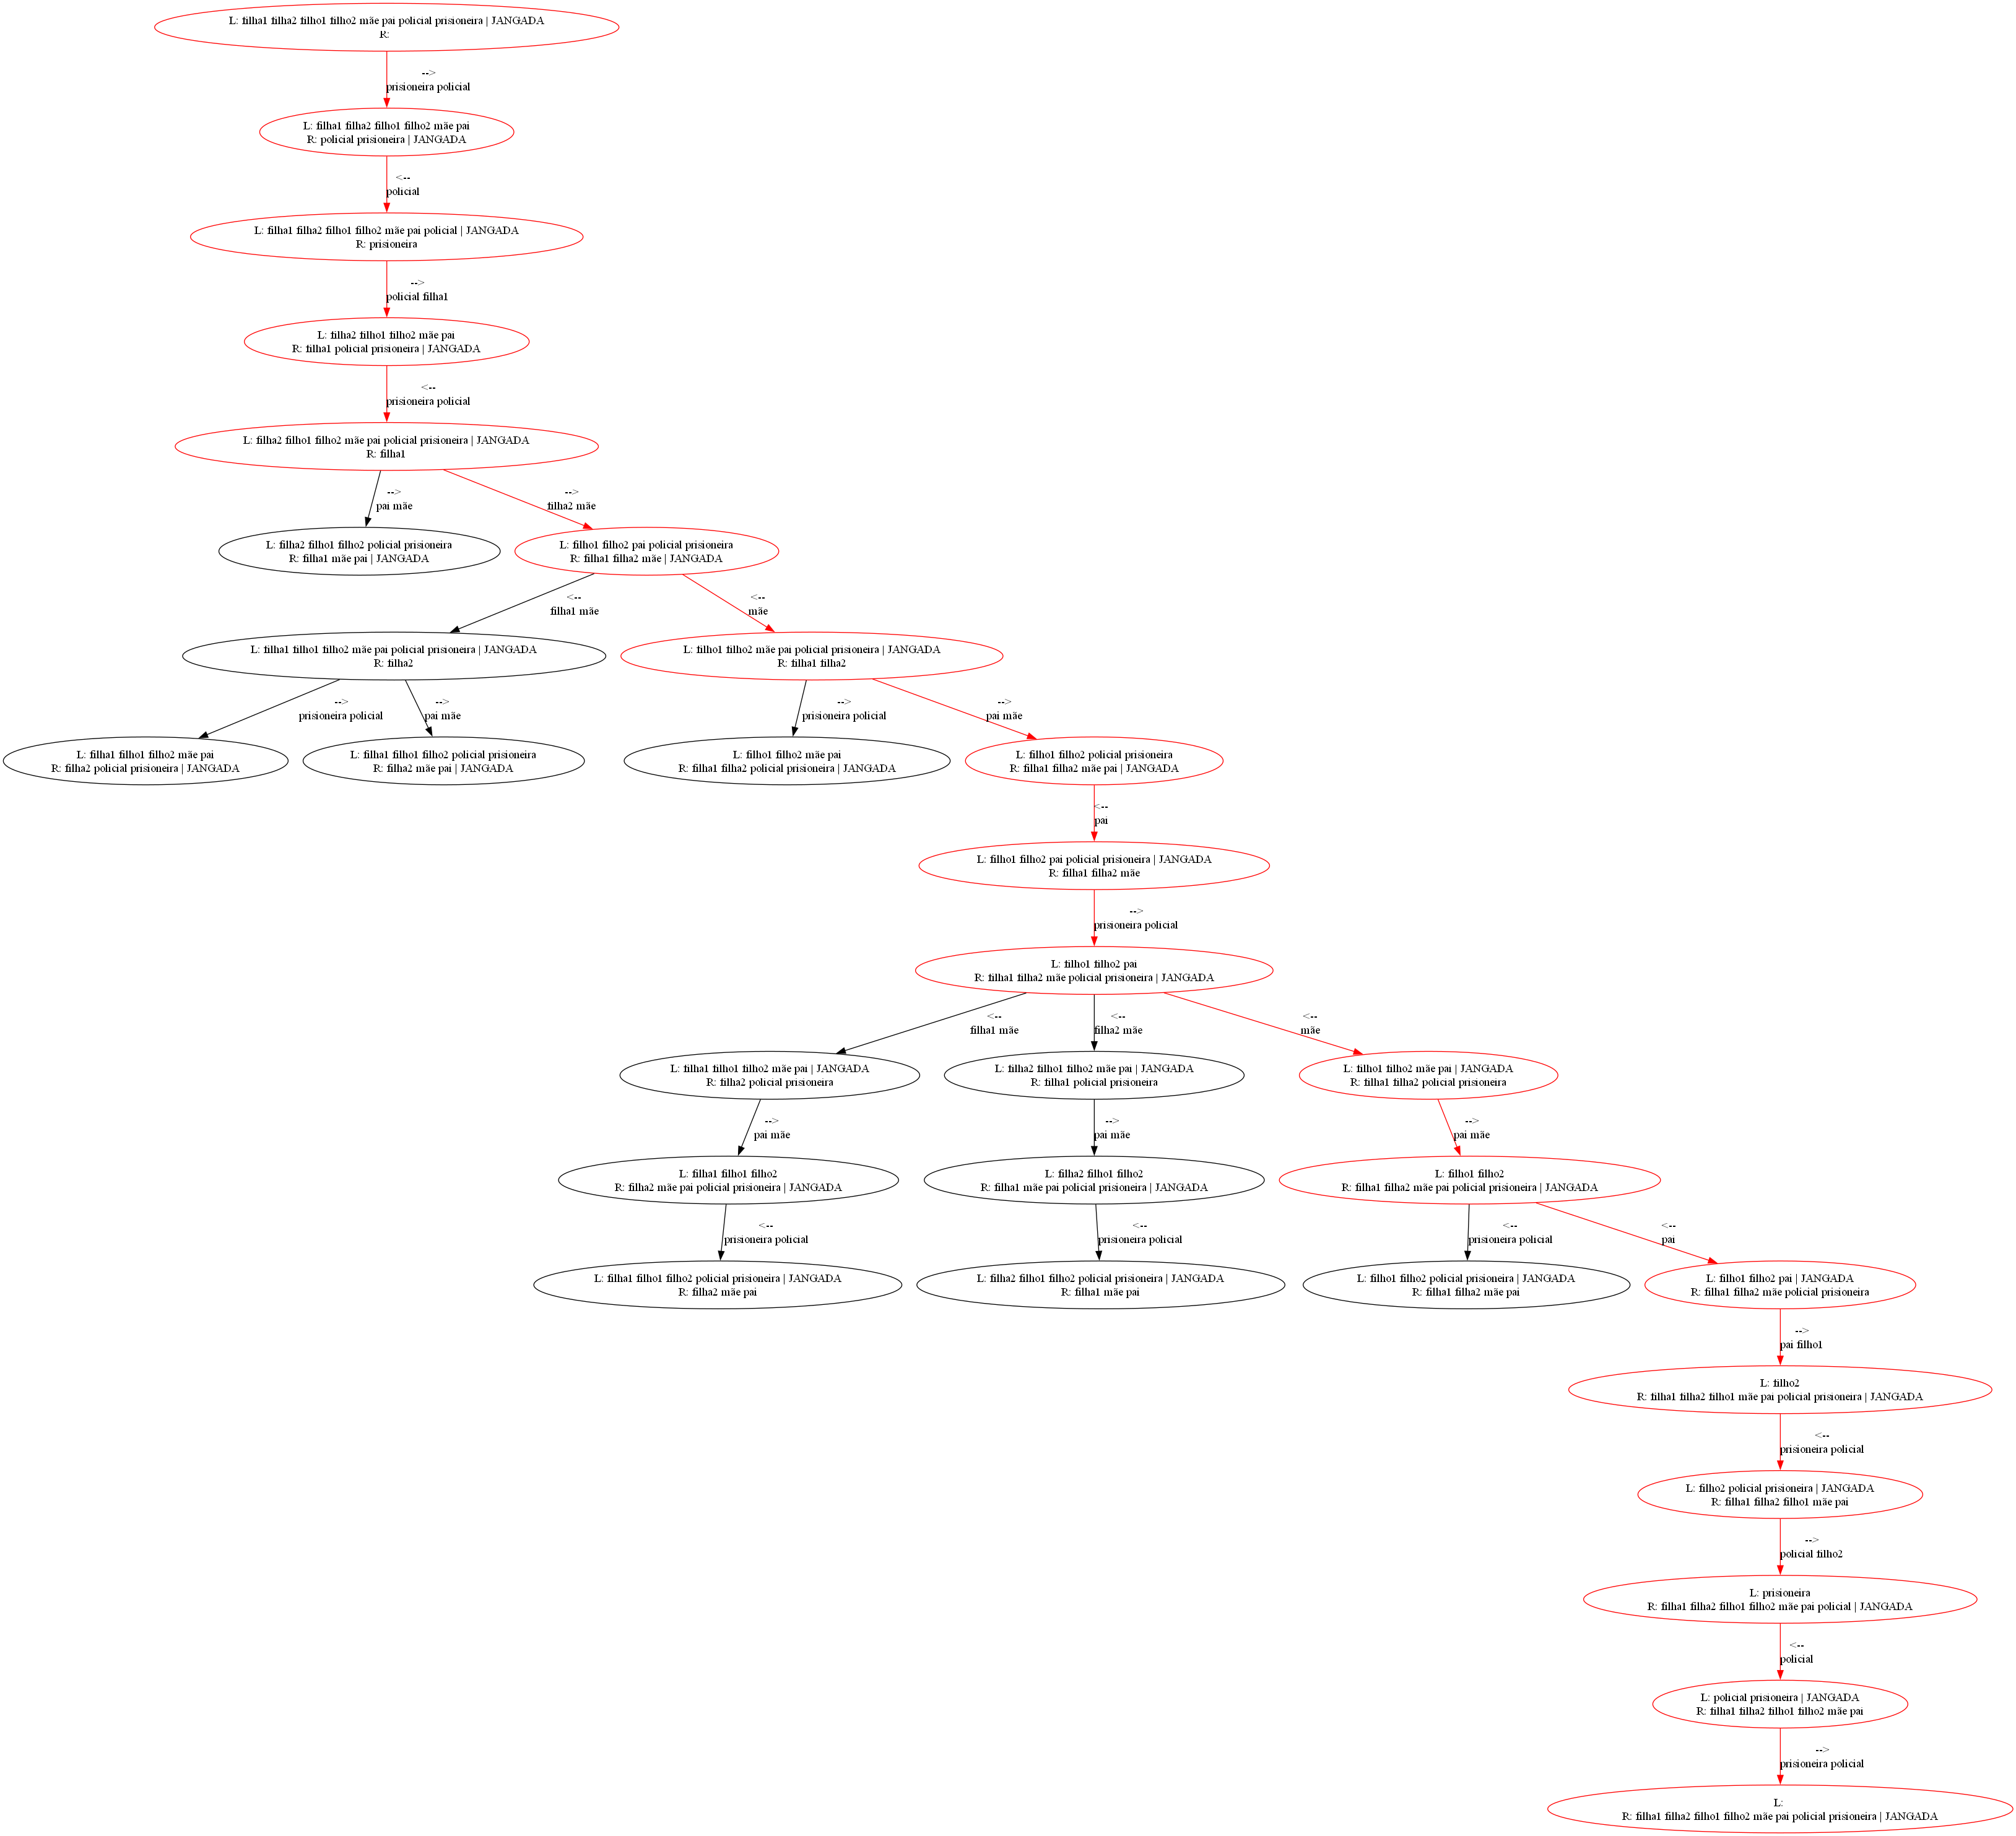 L: filha1 filha2 filho1 filho2 mãe pai policial prisioneira | JANGADA
R:
-->
prisioneira policial
L: filha1 filha2 filho1 filho2 mãe pai
R: policial prisioneira | JANGADA
<--
policial
L: filha1 filha2 filho1 filho2 mãe pai policial | JANGADA
R: prisioneira
-->
policial filha1
L: filha2 filho1 filho2 mãe pai
R: filha1 policial prisioneira | JANGADA
<--
prisioneira policial
L: filha2 filho1 filho2 mãe pai policial prisioneira | JANGADA
R: filha1
-->
pai mãe
-->
filha2 mãe
L: filha2 filho1 filho2 policial prisioneira
R: filha1 mãe pai | JANGADA
L: filho1 filho2 pai policial prisioneira
R: filha1 filha2 mãe | JANGADA
<--
filha1 mãe
<--
mãe
L: filha1 filho1 filho2 mãe pai policial prisioneira | JANGADA
R: filha2
L: filho1 filho2 mãe pai policial prisioneira | JANGADA
R: filha1 filha2
-->
prisioneira policial
-->
pai mãe
-->
prisioneira policial
-->
pai mãe
L: filha1 filho1 filho2 mãe pai
R: filha2 policial prisioneira | JANGADA
L: filha1 filho1 filho2 policial prisioneira
R: filha2 mãe pai | JANGADA
L: filho1 filho2 mãe pai
R: filha1 filha2 policial prisioneira | JANGADA
L: filho1 filho2 policial prisioneira
R: filha1 filha2 mãe pai | JANGADA
<--
pai
L: filho1 filho2 pai policial prisioneira | JANGADA
R: filha1 filha2 mãe
-->
prisioneira policial
L: filho1 filho2 pai
R: filha1 filha2 mãe policial prisioneira | JANGADA
<--
filha1 mãe
<--
filha2 mãe
<--
mãe
L: filha1 filho1 filho2 mãe pai | JANGADA
R: filha2 policial prisioneira
L: filha2 filho1 filho2 mãe pai | JANGADA
R: filha1 policial prisioneira
L: filho1 filho2 mãe pai | JANGADA
R: filha1 filha2 policial prisioneira
-->
pai mãe
-->
pai mãe
-->
pai mãe
L: filha1 filho1 filho2
R: filha2 mãe pai policial prisioneira | JANGADA
L: filha2 filho1 filho2
R: filha1 mãe pai policial prisioneira | JANGADA
L: filho1 filho2
R: filha1 filha2 mãe pai policial prisioneira | JANGADA
<--
prisioneira policial
<--
prisioneira policial
<--
prisioneira policial
<--
pai
L: filha1 filho1 filho2 policial prisioneira | JANGADA
R: filha2 mãe pai
L: filha2 filho1 filho2 policial prisioneira | JANGADA
R: filha1 mãe pai
L: filho1 filho2 policial prisioneira | JANGADA
R: filha1 filha2 mãe pai
L: filho1 filho2 pai | JANGADA
R: filha1 filha2 mãe policial prisioneira
-->
pai filho1
L: filho2
R: filha1 filha2 filho1 mãe pai policial prisioneira | JANGADA
<--
prisioneira policial
L: filho2 policial prisioneira | JANGADA
R: filha1 filha2 filho1 mãe pai
-->
policial filho2
L: prisioneira
R: filha1 filha2 filho1 filho2 mãe pai policial | JANGADA
<--
policial
L: policial prisioneira | JANGADA
R: filha1 filha2 filho1 filho2 mãe pai
-->
prisioneira policial
L:
R: filha1 filha2 filho1 filho2 mãe pai policial prisioneira | JANGADA